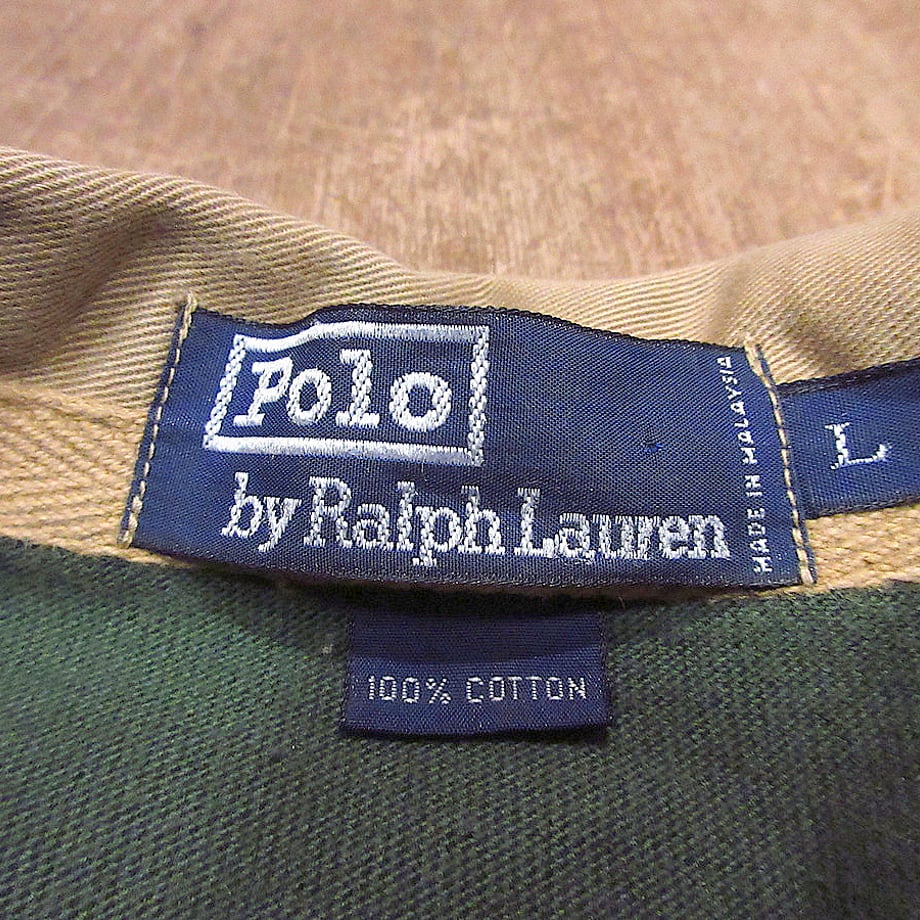 Polo
by Ralph Lauren
MADE IN MALAYSIA
L
100% COTTON